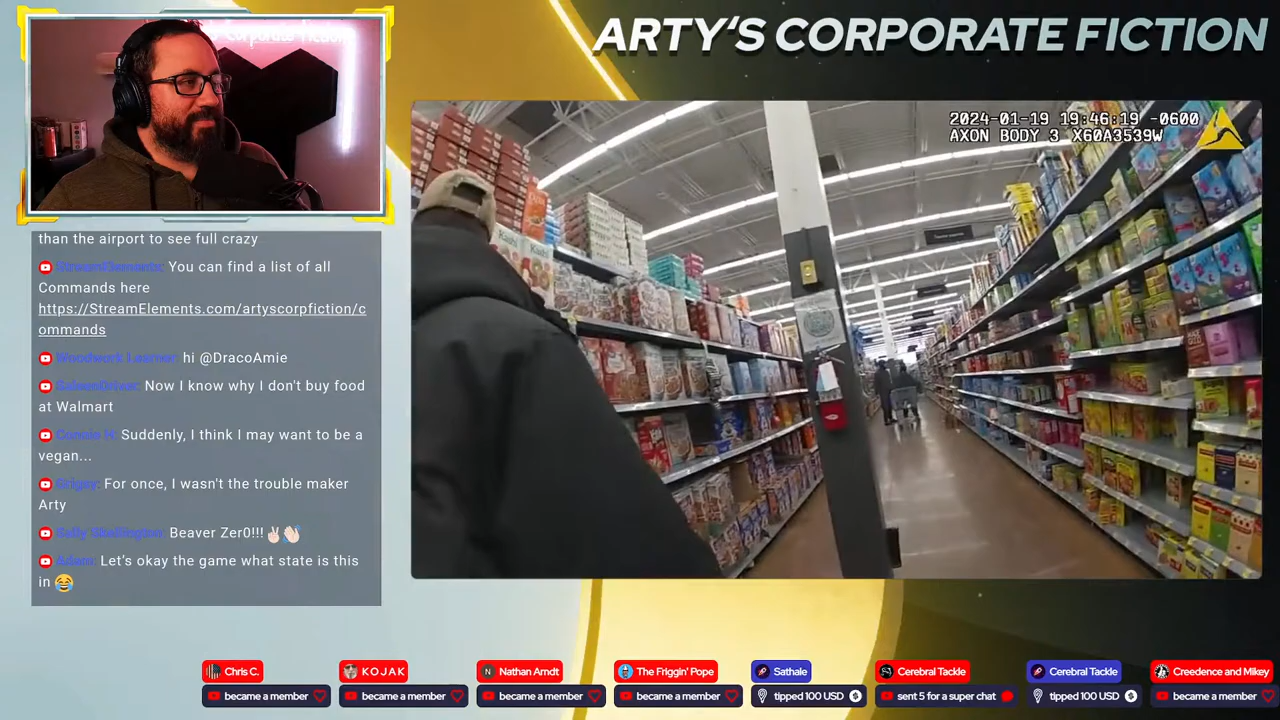 ARTY'S CORPORATE FICTION
2024-01-19 19:46:19 -0600
AXON BODY 3 X60A3539W
than the airport to see full crazy
StreamElements: You can find a list of all
Commands here
https://StreamElements.com/artyscorpfiction/c
ommands
hi @DracoAmie
Now I know why I don't buy food
at Walmart
Suddenly, I think I may want to be a
vegan...
For once, I wasn't the trouble maker
Arty
Beaver Zer0!!!✌🏻👏🏻
Let's okay the game what state is this
in 😂
Chris C.
became a member
K O J A K
became a member
Nathan Arndt
became a member
The Friggin' Pope
became a member
Sathale
tipped 100 USD
Cerebral Tackle
sent 5 for a super chat
Cerebral Tackle
tipped 100 USD
Creedence and Mikey
became a member